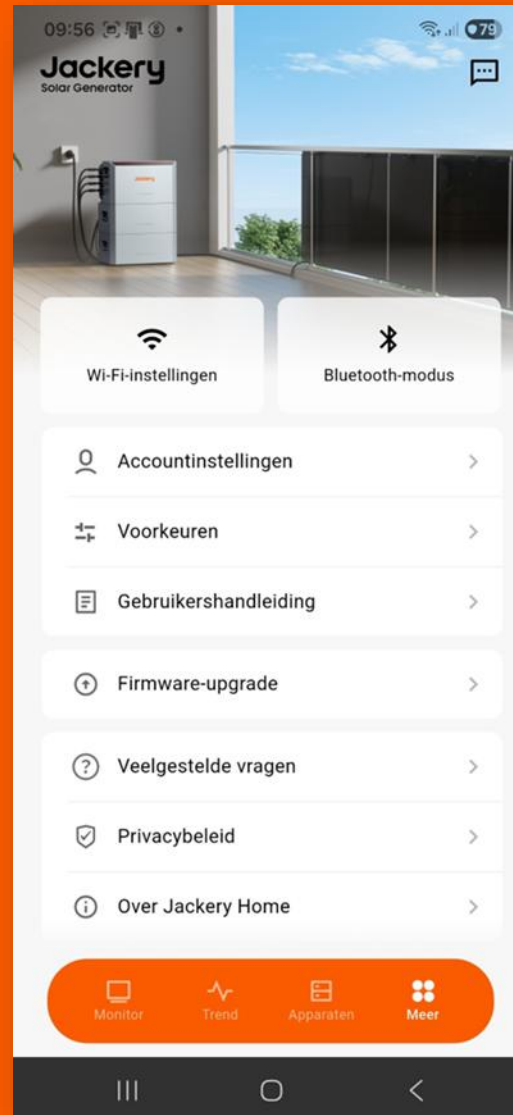 09:56
79
Jackery
Solar Generator
Wi-Fi-instellingen
Bluetooth-modus
Accountinstellingen
Voorkeuren
Gebruikershandleiding
Firmware-upgrade
Veelgestelde vragen
Privacybeleid
Over Jackery Home
Monitor
Trend
Apparaten
Meer